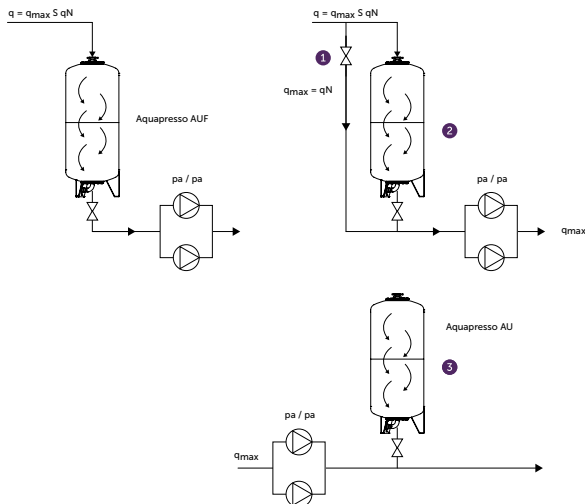 q = qmax S qN
Aquapresso AUF
pa / pa
q = qmax S qN
1
qmax = qN
2
pa / pa
qmax
Aquapresso AU
3
pa / pa
qmax